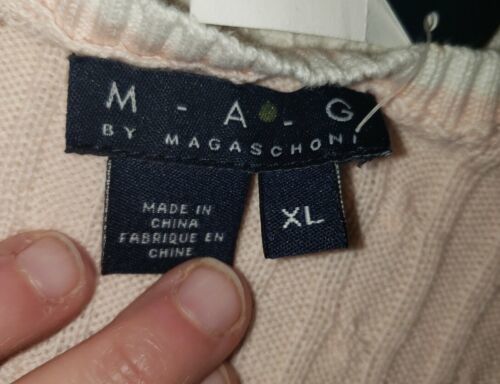 M - A - G
BY MAGASCHONI
MADE IN
CHINA
FABRIQUE EN
CHINE
XL